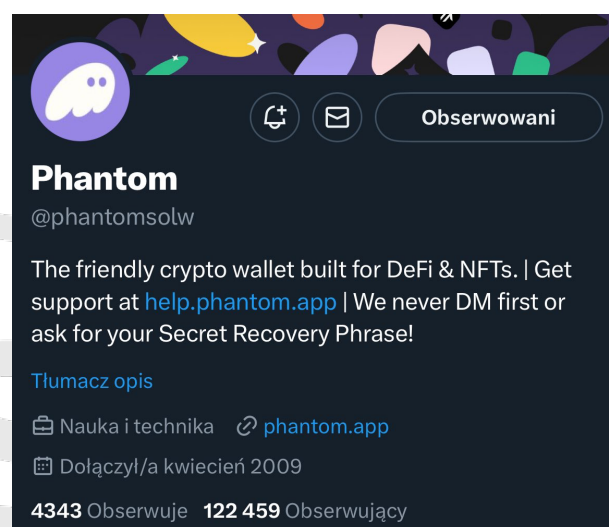 Obserwowani
Phantom
@phantomsolw
The friendly crypto wallet built for DeFi & NFTs. | Get
support at help.phantom.app | We never DM first or
ask for your Secret Recovery Phrase!
Tłumacz opis
Nauka i technika phantom.app
Dołączył/a kwiecień 2009
4343 Obserwuje 122 459 Obserwujący